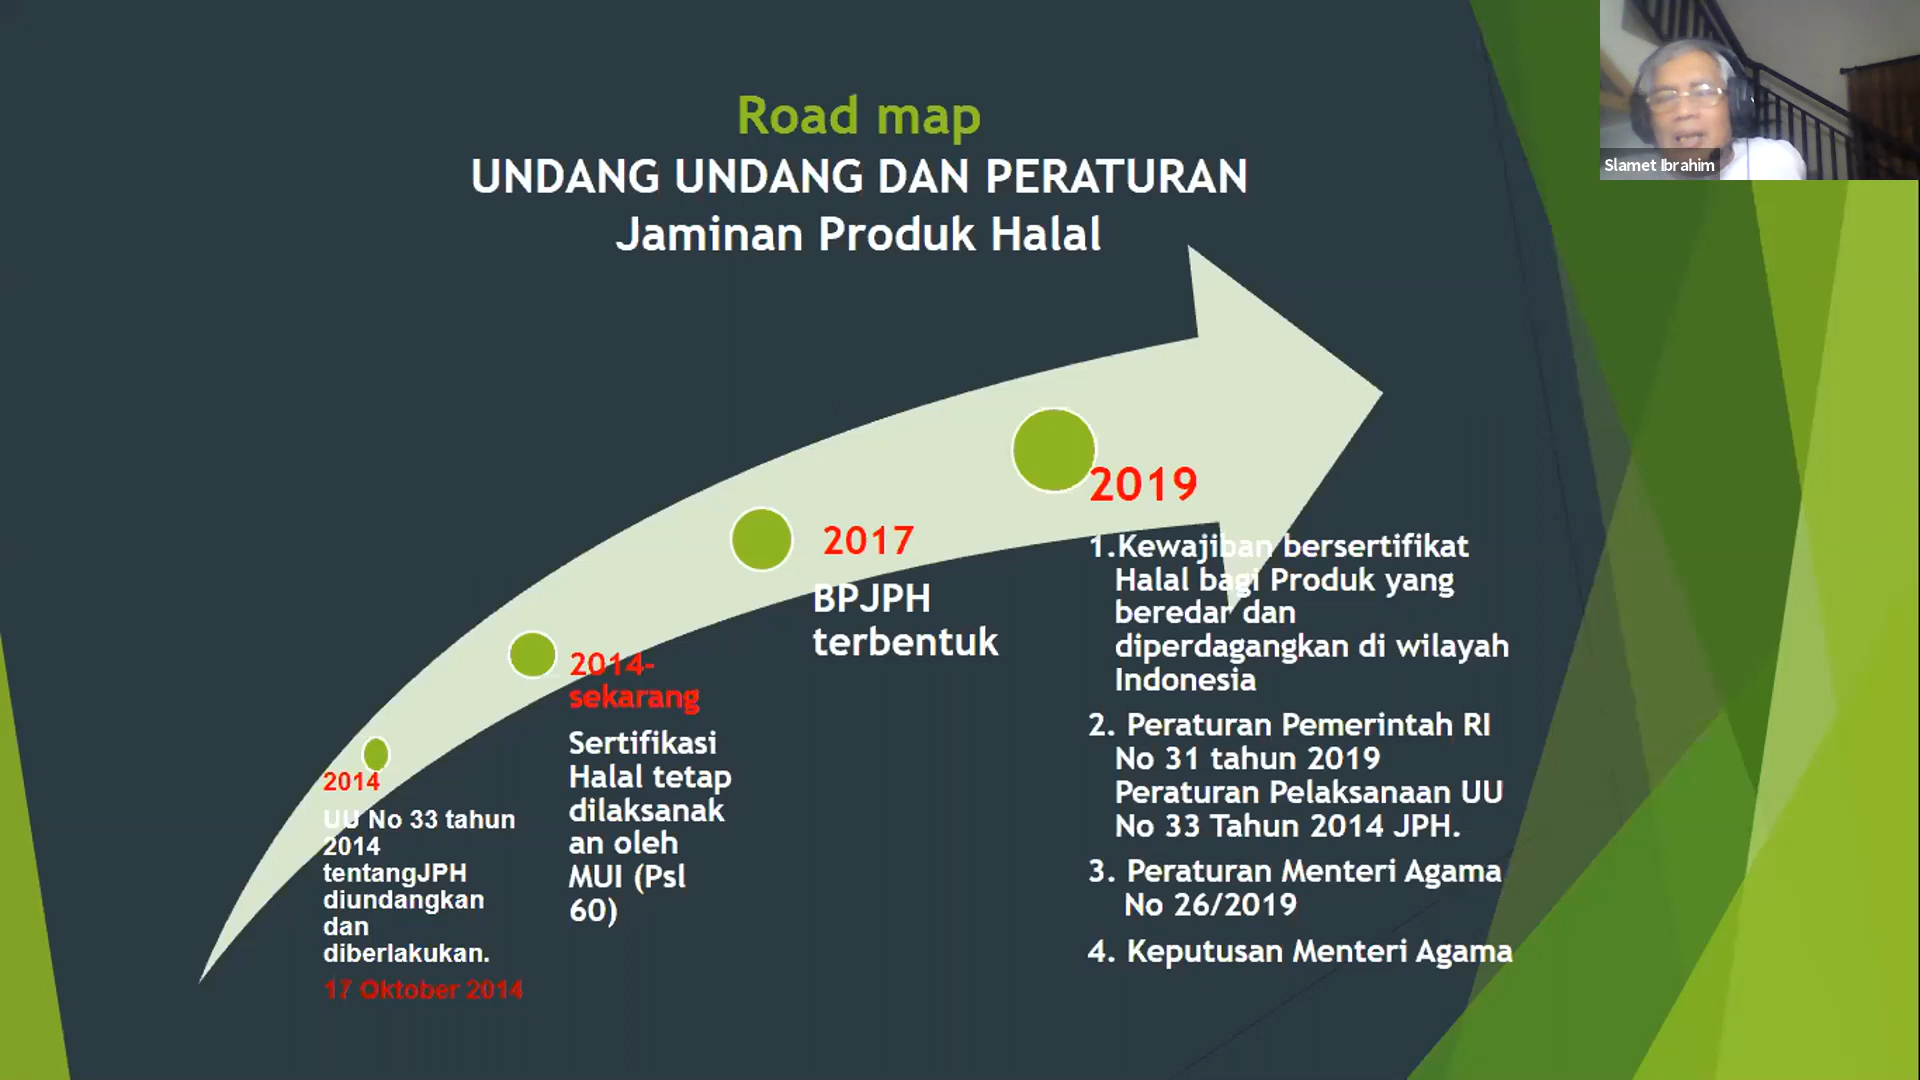 Road map
UNDANG UNDANG DAN PERATURAN
Jaminan Produk Halal
Slamet Ibrahim
2014
UU No 33 tahun
2014
tentangJPH
diundangkan
dan
diberlakukan.
17 Oktober 2014
2014-
sekarang
Sertifikasi
Halal tetap
dilaksanak
an oleh
MUI (Psl
60)
2017
BPJPH
terbentuk
2019
1.Kewajiban bersertifikat
Halal bagi Produk yang
beredar dan
diperdagangkan di wilayah
Indonesia
2. Peraturan Pemerintah RI
No 31 tahun 2019
Peraturan Pelaksanaan UU
No 33 Tahun 2014 JPH.
3. Peraturan Menteri Agama
No 26/2019
4. Keputusan Menteri Agama